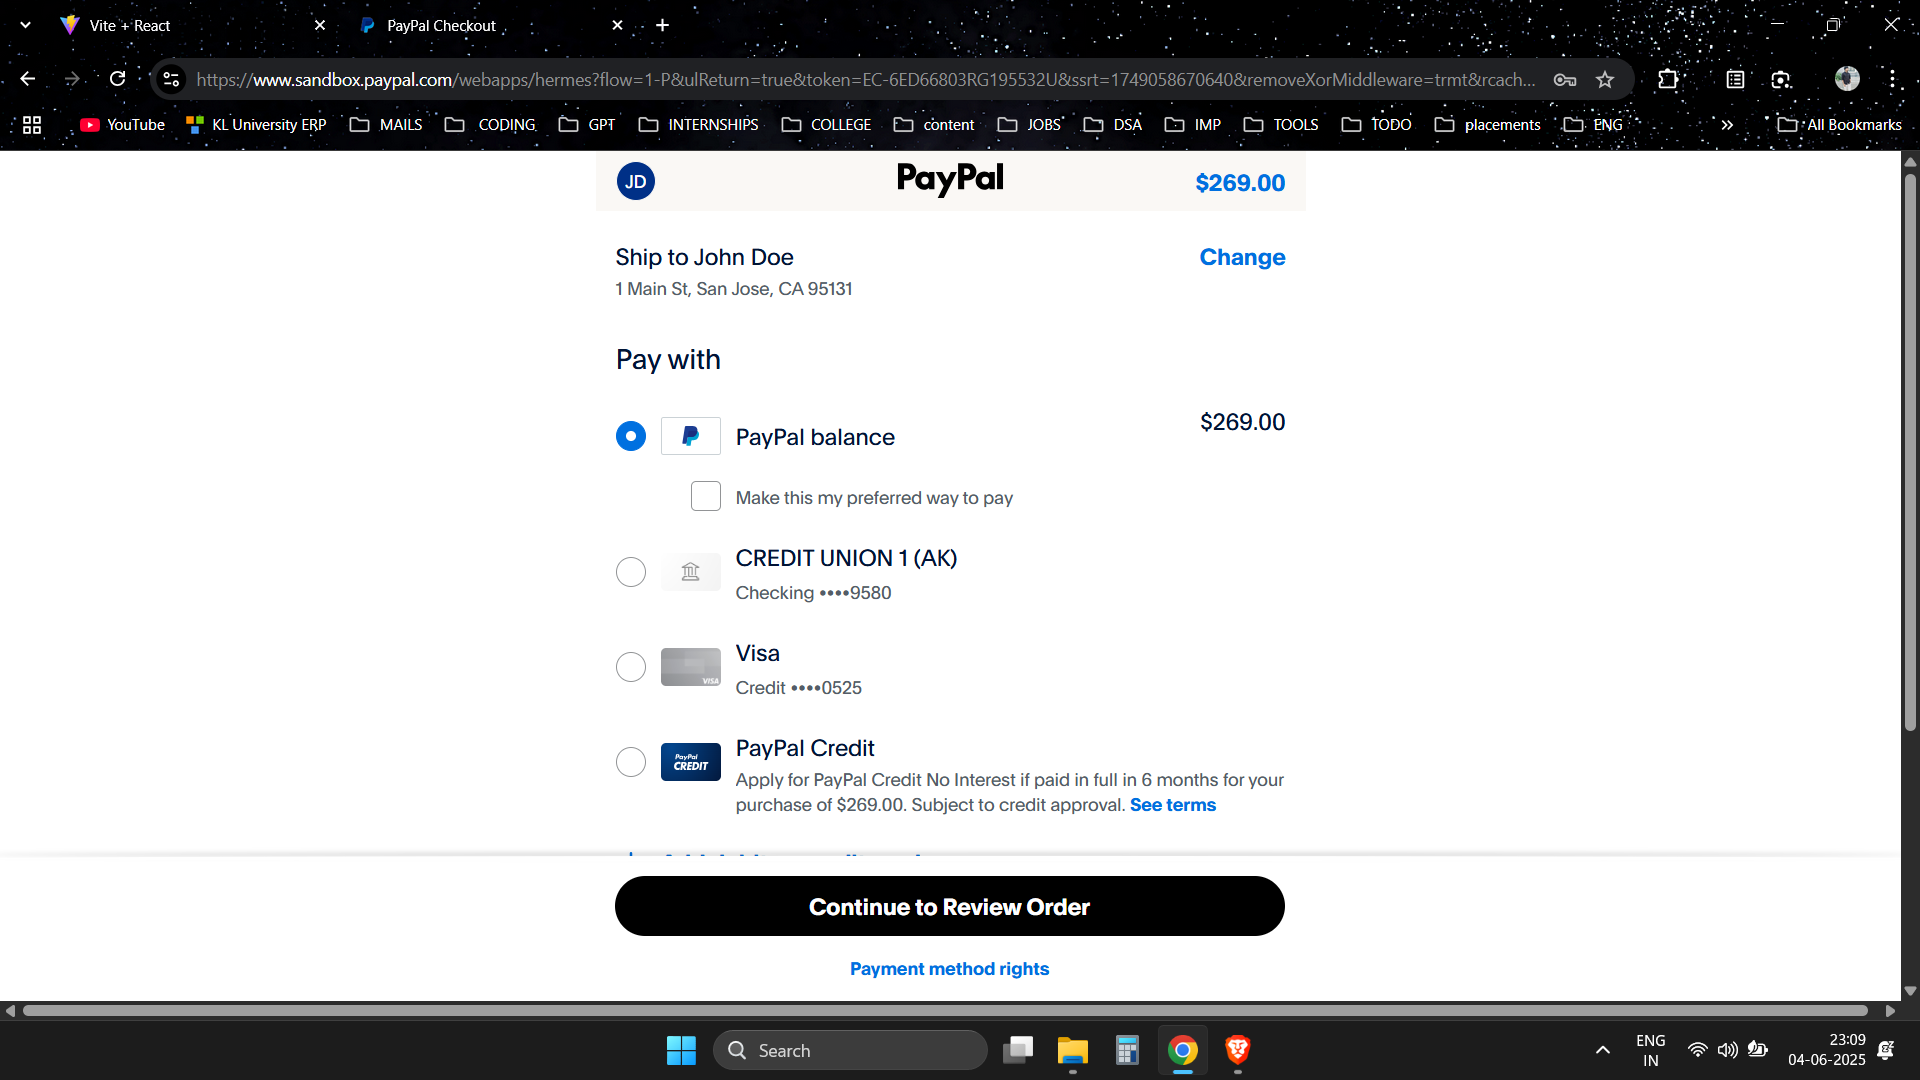 Vite + React
PayPal Checkout
https://www.sandbox.paypal.com/webapps/hermes?flow=1-P&ulReturn=true&token=EC-6ED66803RG195532U&ssrt=1749058670640&removeXorMiddleware=trmt&rcach...
YouTube KL University ERP MAILS CODING GPT INTERNSHIPS COLLEGE content JOBS DSA IMP TOOLS TODO placements ENG » All Bookmarks
JD PayPal $269.00
Ship to John Doe Change
1 Main St, San Jose, CA 95131
Pay with
PayPal balance $269.00
Make this my preferred way to pay
CREDIT UNION 1 (AK)
Checking ••••9580
Visa
VISA
Credit ••••0525
PayPal Credit
PayPal
CREDIT
Apply for PayPal Credit No Interest if paid in full in 6 months for your
purchase of $269.00. Subject to credit approval. See terms
Continue to Review Order
Payment method rights
Search
ENG
IN
23:09
04-06-2025